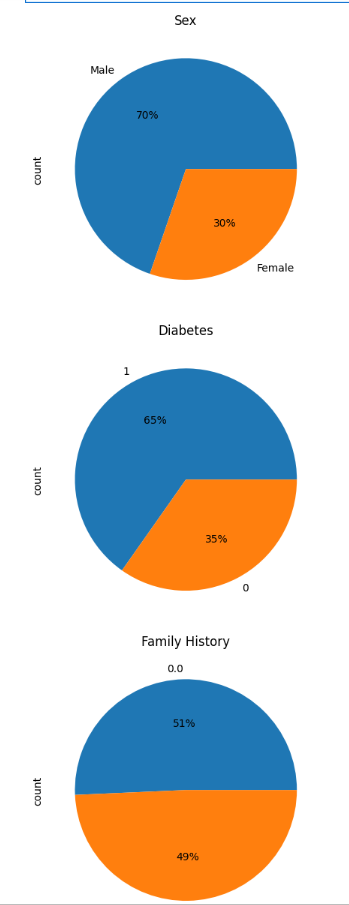 Sex
Male
70%
count
30%
Female
Diabetes
1
65%
count
35%
0
Family History
0.0
51%
count
49%